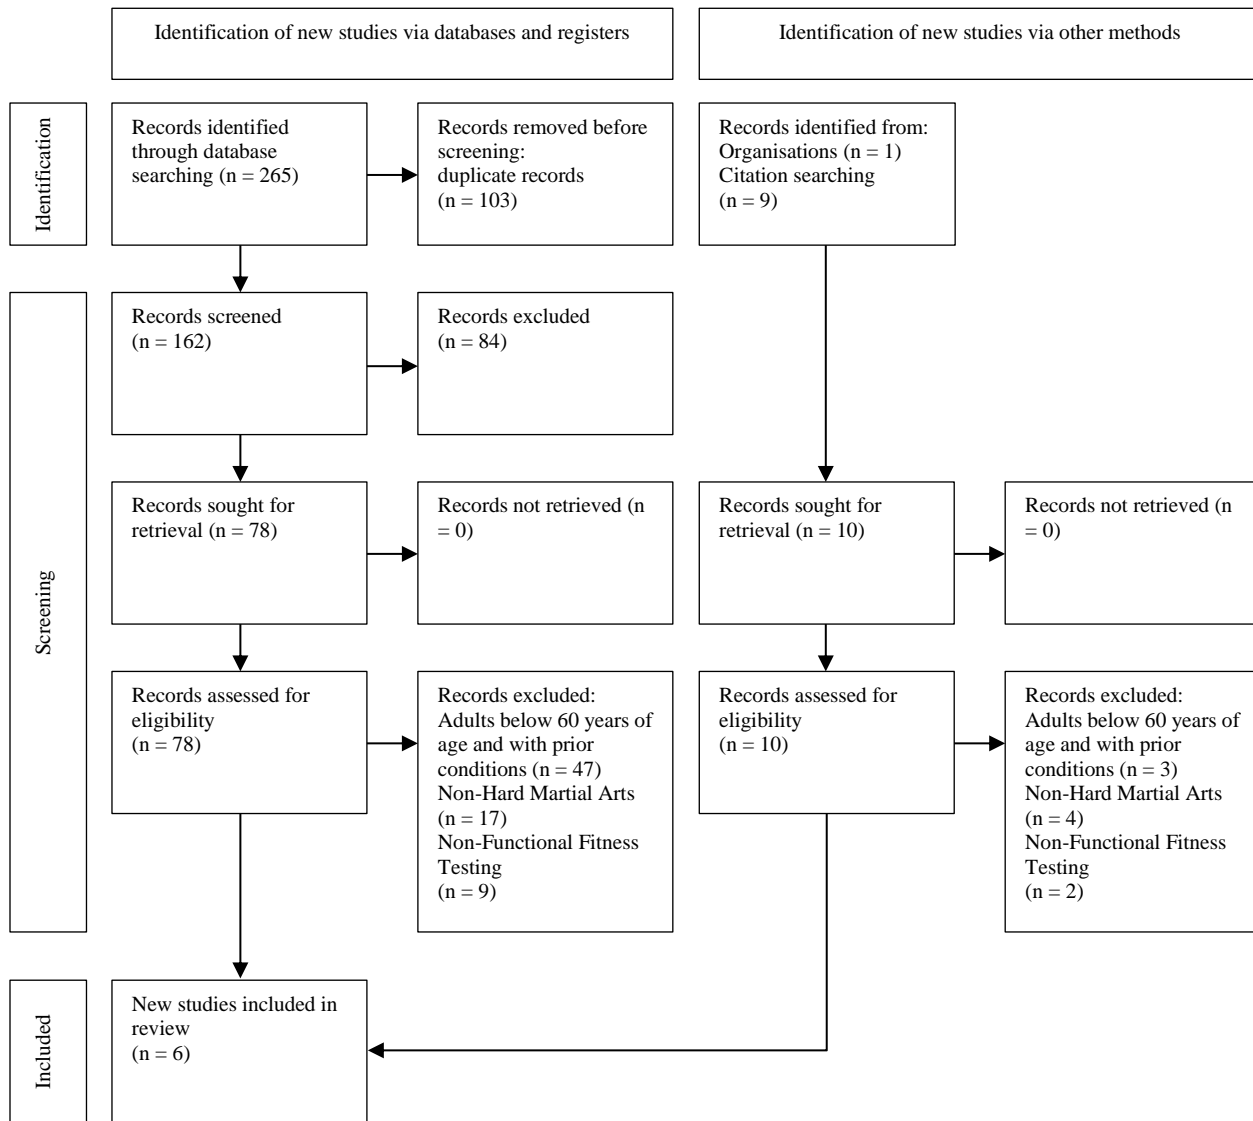 Identification of new studies via databases and registers
Identification of new studies via other methods
Identification
Records identified
through database
searching (n = 265)
Records removed before
screening:
duplicate records
(n = 103)
Records identified from:
Organisations (n = 1)
Citation searching
(n = 9)
Screening
Records screened
(n = 162)
Records excluded
(n = 84)
Records sought for
retrieval (n = 78)
Records not retrieved (n
= 0)
Records sought for
retrieval (n = 10)
Records not retrieved (n
= 0)
Records assessed for
eligibility
(n = 78)
Records excluded:
Adults below 60 years of
age and with prior
conditions (n = 47)
Non-Hard Martial Arts
(n = 17)
Non-Functional Fitness
Testing
(n = 9)
Records assessed for
eligibility
(n = 10)
Records excluded:
Adults below 60 years of
age and with prior
conditions (n = 3)
Non-Hard Martial Arts
(n = 4)
Non-Functional Fitness
Testing
(n = 2)
Included
New studies included in
review
(n = 6)